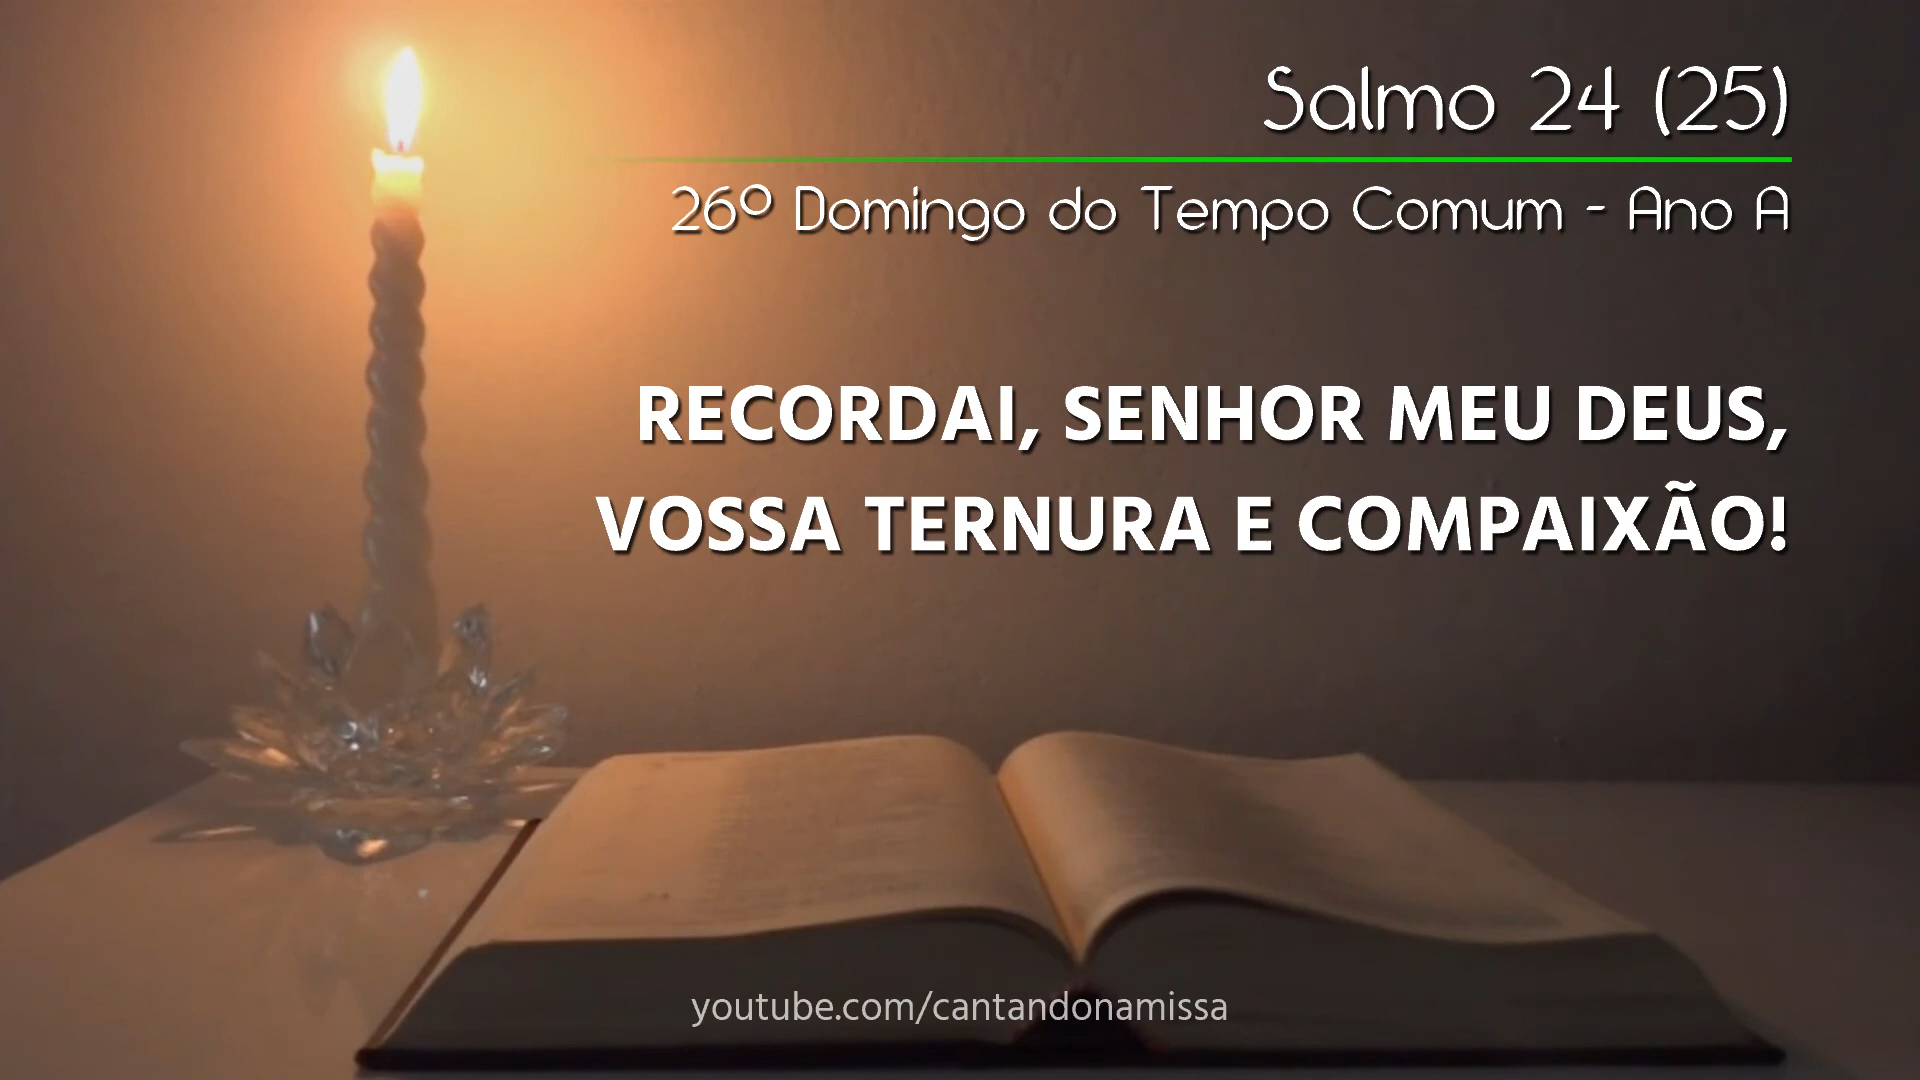 Salmo 24 (25)
26º Domingo do Tempo Comum - Ano A
RECORDAI, SENHOR MEU DEUS,
VOSSA TERNURA E COMPAIXÃO!
youtube.com/cantandonamissa